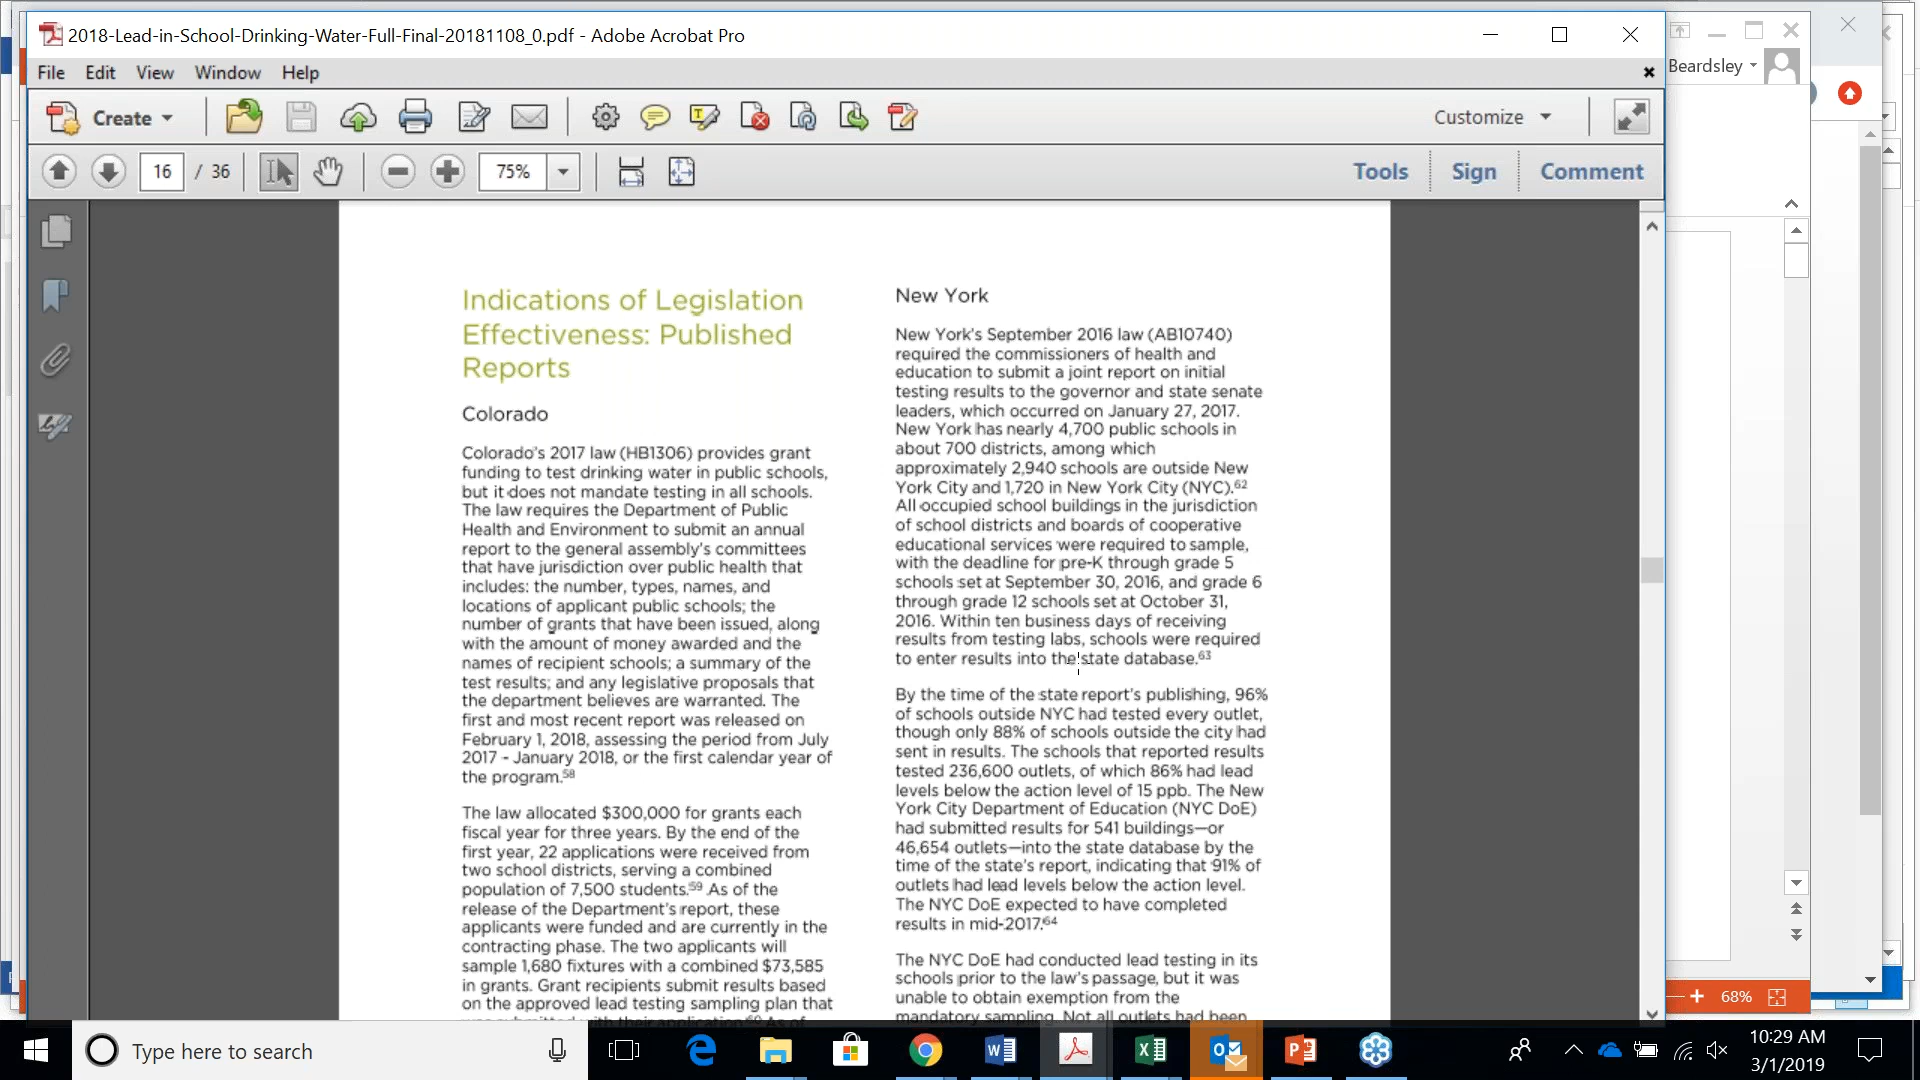 2018-Lead-in-School-Drinking-Water-Full-Final-20181108_0.pdf - Adobe Acrobat Pro
File Edit View Window Help
Beardsley
Create
Customize
16 / 36
75%
Tools
Sign
Comment
Indications of Legislation
Effectiveness: Published
Reports
Colorado
Colorado's 2017 law (HB1306) provides grant
funding to test drinking water in public schools,
but it does not mandate testing in all schools.
The law requires the Department of Public
Health and Environment to submit an annual
report to the general assembly's committees
that have jurisdiction over public health that
includes: the number, types, names, and
locations of applicant public schools; the
number of grants that have been issued, along
with the amount of money awarded and the
names of recipient schools; a summary of the
test results; and any legislative proposals that
the department believes are warranted. The
first and most recent report was released on
February 1, 2018, assessing the period from July
2017 - January 2018, or the first calendar year of
the program.58
The law allocated $300,000 for grants each
fiscal year for three years. By the end of the
first year, 22 applications were received from
two school districts, serving a combined
population of 7,500 students.59 As of the
release of the Department's report, these
applicants were funded and are currently in the
contracting phase. The two applicants will
sample 1,680 fixtures with a combined $73,585
in grants. Grant recipients submit results based
on the approved lead testing sampling plan that
New York
New York's September 2016 law (AB10740)
required the commissioners of health and
education to submit a joint report on initial
testing results to the governor and state senate
leaders, which occurred on January 27, 2017.
New York has nearly 4,700 public schools in
about 700 districts, among which
approximately 2,940 schools are outside New
York City and 1,720 in New York City (NYC).62
All occupied school buildings in the jurisdiction
of school districts and boards of cooperative
educational services were required to sample,
with the deadline for pre-K through grade 5
schools set at September 30, 2016, and grade 6
through grade 12 schools set at October 31,
2016. Within ten business days of receiving
results from testing labs, schools were required
to enter results into the state database.63
By the time of the state report's publishing, 96%
of schools outside NYC had tested every outlet,
though only 88% of schools outside the city had
sent in results. The schools that reported results
tested 236,600 outlets, of which 86% had lead
levels below the action level of 15 ppb. The New
York City Department of Education (NYC DoE)
had submitted results for 541 buildings—or
46,654 outlets—into the state database by the
time of the state's report, indicating that 91% of
outlets had lead levels below the action level.
The NYC DoE expected to have completed
results in mid-2017.64
The NYC DoE had conducted lead testing in its
schools prior to the law's passage, but it was
unable to obtain exemption from the
mandatory sampling. Not all outlets had been
68%
Type here to search
10:29 AM
3/1/2019